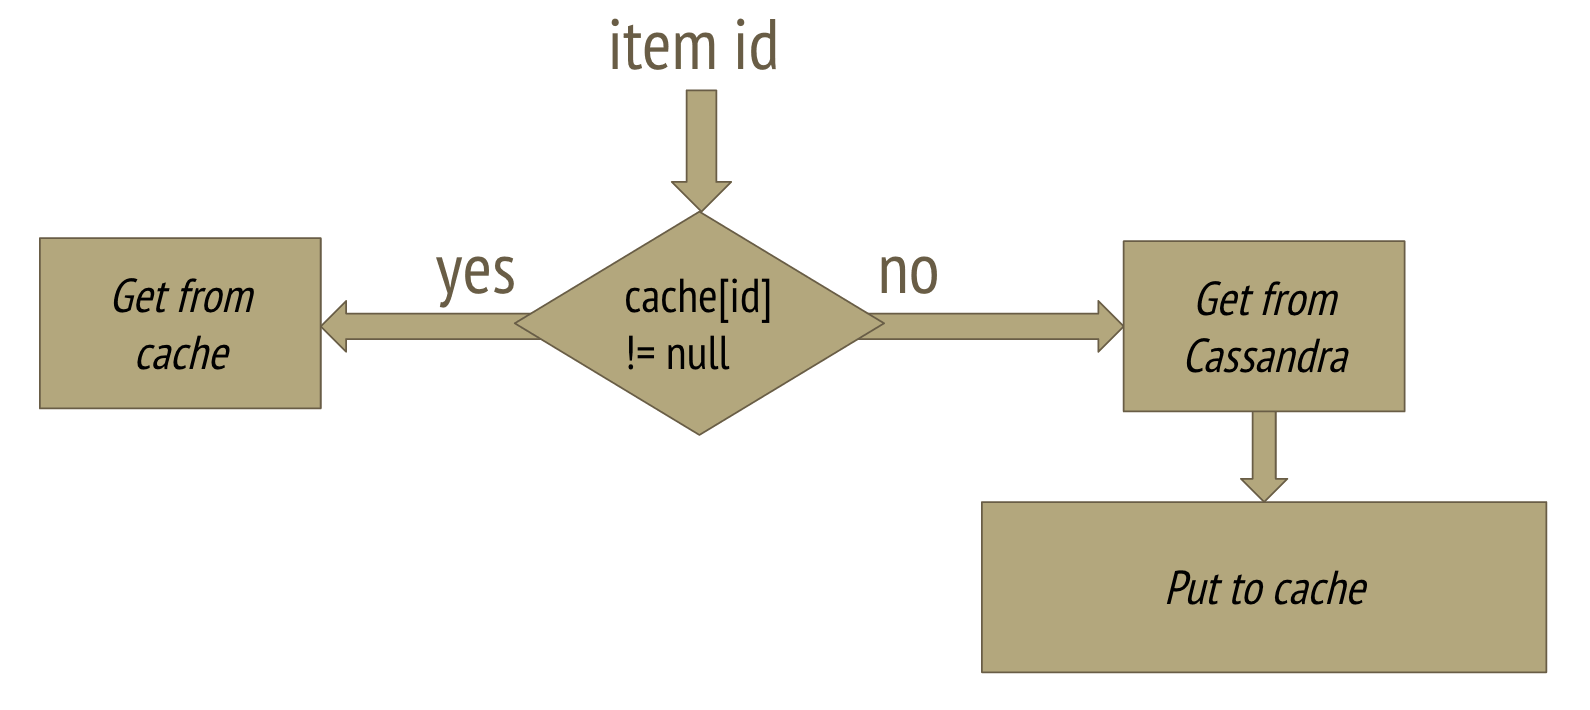 item id
yes
no
cache[id]
!= null
Get from
cache
Get from
Cassandra
Put to cache